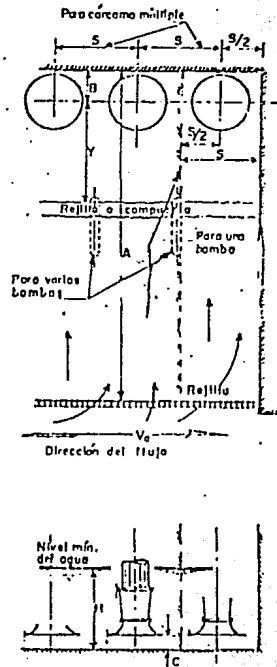 Para cárcamo múltiple
S
S
S/2
B
S/2
Y
S
Rejilla o compuerta
A
Para una
bomba
Para varias
bombas
Rejilla
Va
Dirección del flujo
Nivel mín.
del agua
H
C